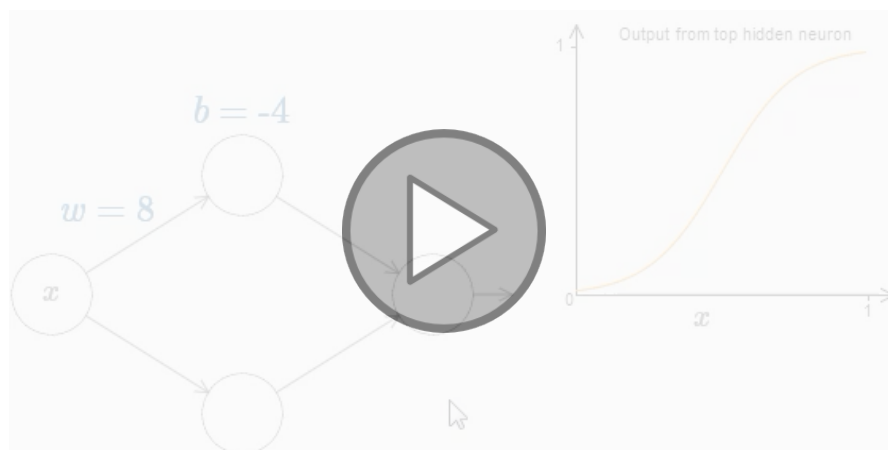 Output from top hidden neuron
1
b = -4
w = 8
x
0
x
1